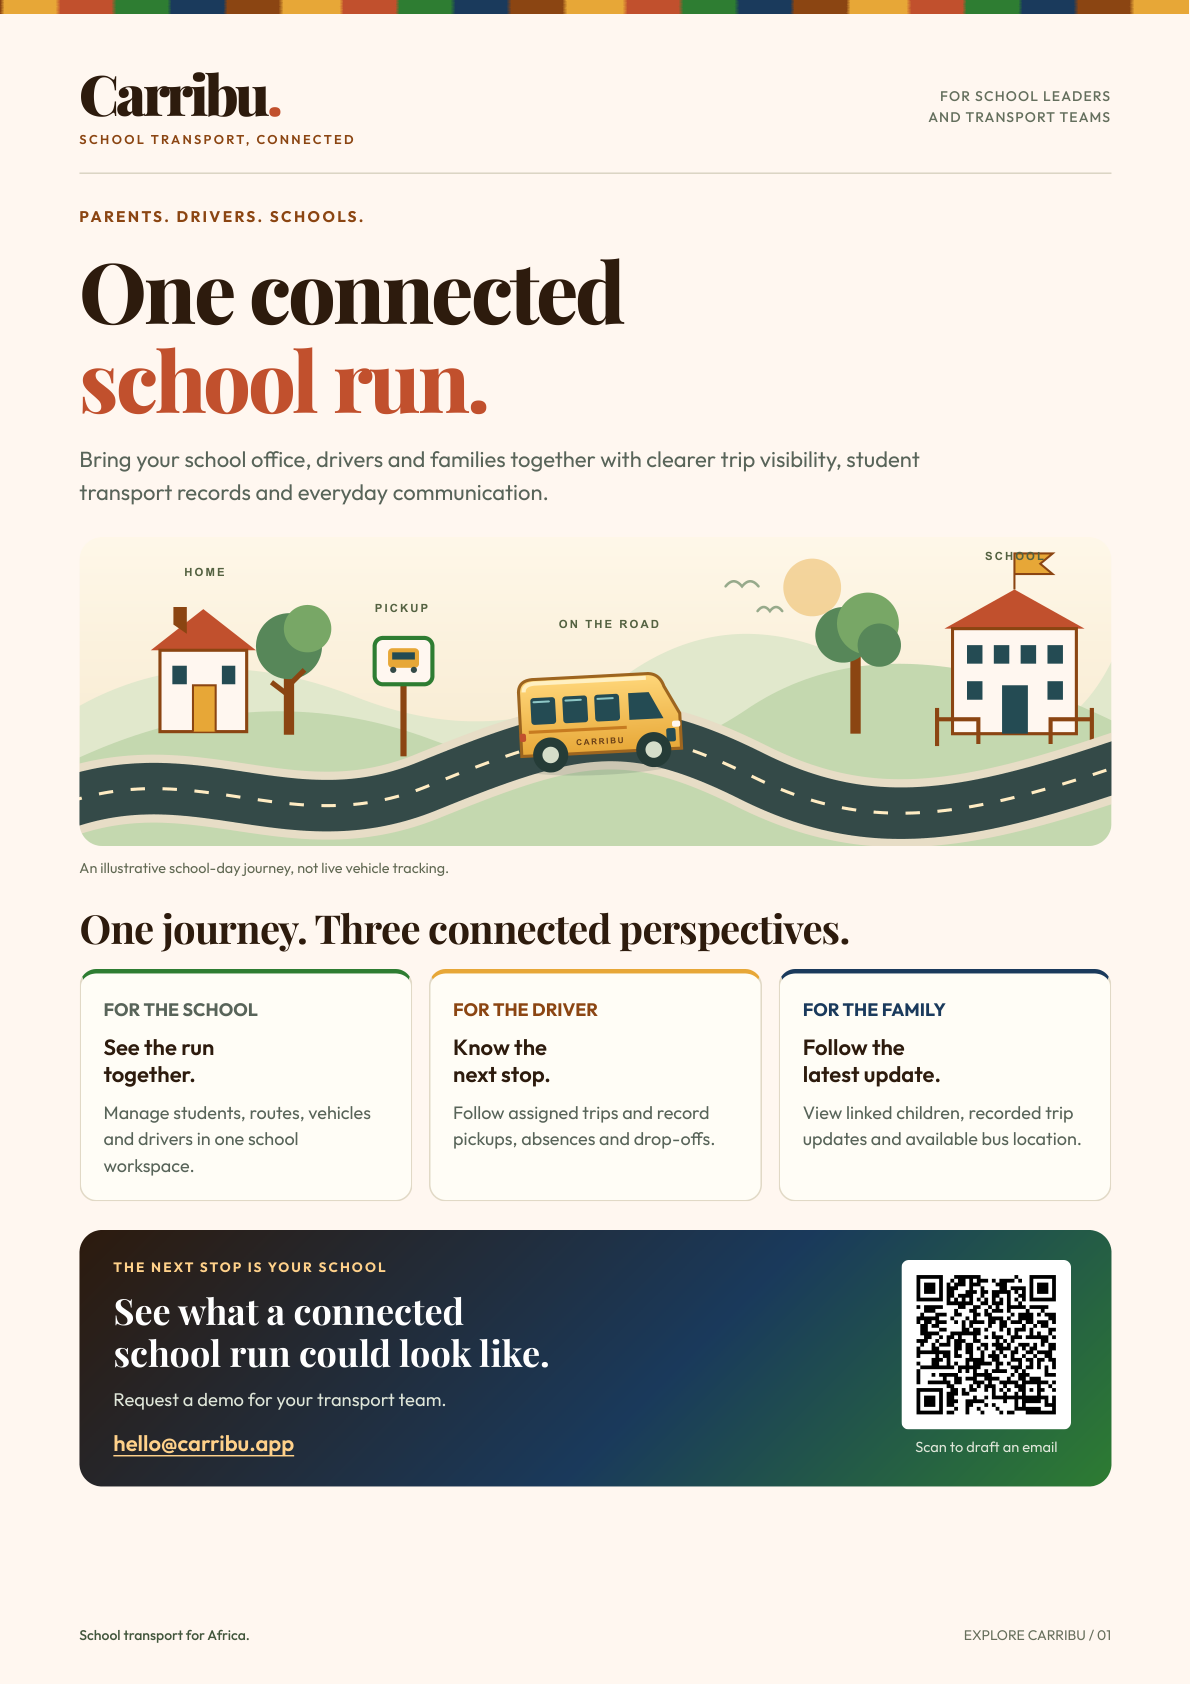 Carribu.
SCHOOL TRANSPORT, CONNECTED
FOR SCHOOL LEADERS
AND TRANSPORT TEAMS
PARENTS. DRIVERS. SCHOOLS.
One connected
school run.
Bring your school office, drivers and families together with clearer trip visibility, student
transport records and everyday communication.
HOME
PICKUP
ON THE ROAD
SCHOOL
CARRIBU
An illustrative school-day journey, not live vehicle tracking.
One journey. Three connected perspectives.
FOR THE SCHOOL
See the run
together.
Manage students, routes, vehicles
and drivers in one school
workspace.
FOR THE DRIVER
Know the
next stop.
Follow assigned trips and record
pickups, absences and drop-offs.
FOR THE FAMILY
Follow the
latest update.
View linked children, recorded trip
updates and available bus location.
THE NEXT STOP IS YOUR SCHOOL
See what a connected
school run could look like.
Request a demo for your transport team.
hello@carribu.app
Scan to draft an email
School transport for Africa.
EXPLORE CARRIBU / 01